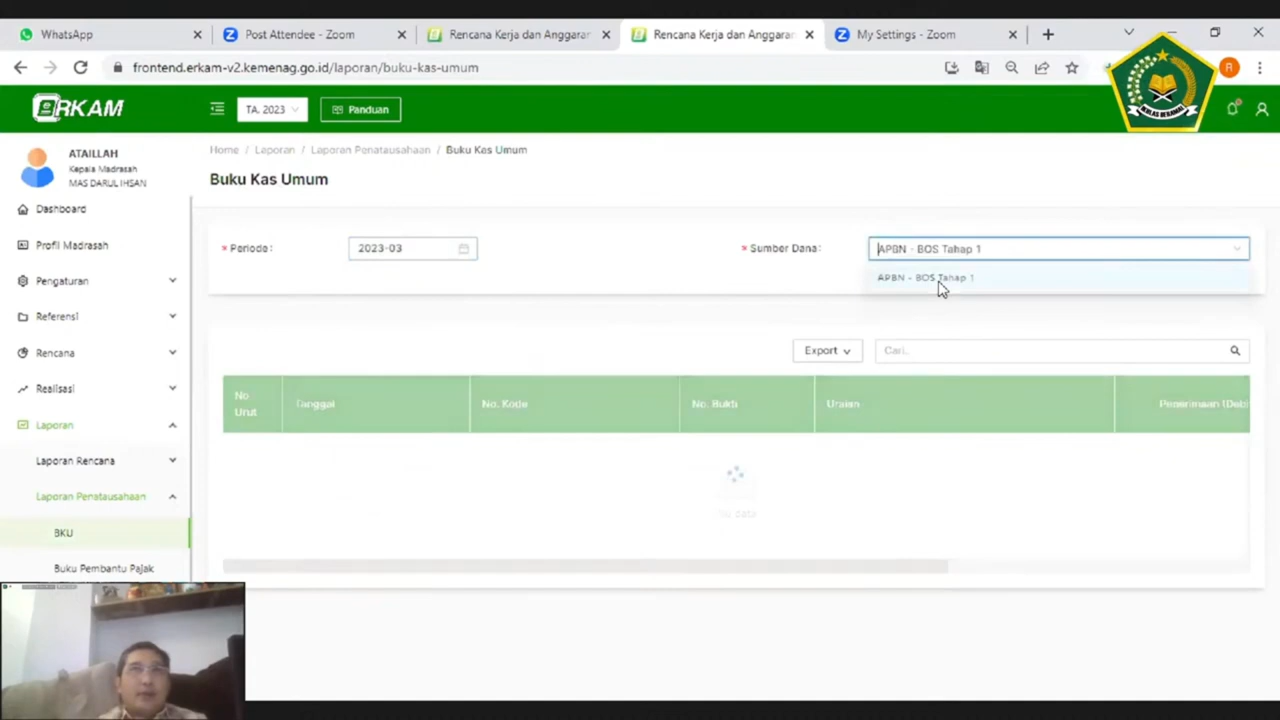 WhatsApp
Post Attendee - Zoom
Rencana Kerja dan Anggaran
Rencana Kerja dan Anggaran
My Settings - Zoom
frontend.erkam-v2.kemenag.go.id/laporan/buku-kas-umum
eRKAM
TA. 2023
Panduan
IKHLAS BERAMAL
ATAILLAH
Kepala Madrasah
MAS DARUL IHSAN
Home / Laporan / Laporan Penatausahaan / Buku Kas Umum
Buku Kas Umum
Dashboard
Profil Madrasah
Pengaturan
Referensi
Rencana
Realisasi
Laporan
Laporan Rencana
Laporan Penatausahaan
BKU
Buku Pembantu Pajak
* Periode:
2023-03
* Sumber Dana:
APBN - BOS Tahap 1
APBN - BOS Tahap 1
Export
Cari..
No Urut
Tanggal
No. Kode
No. Bukti
Uraian
Penerimaan (Debi
No data